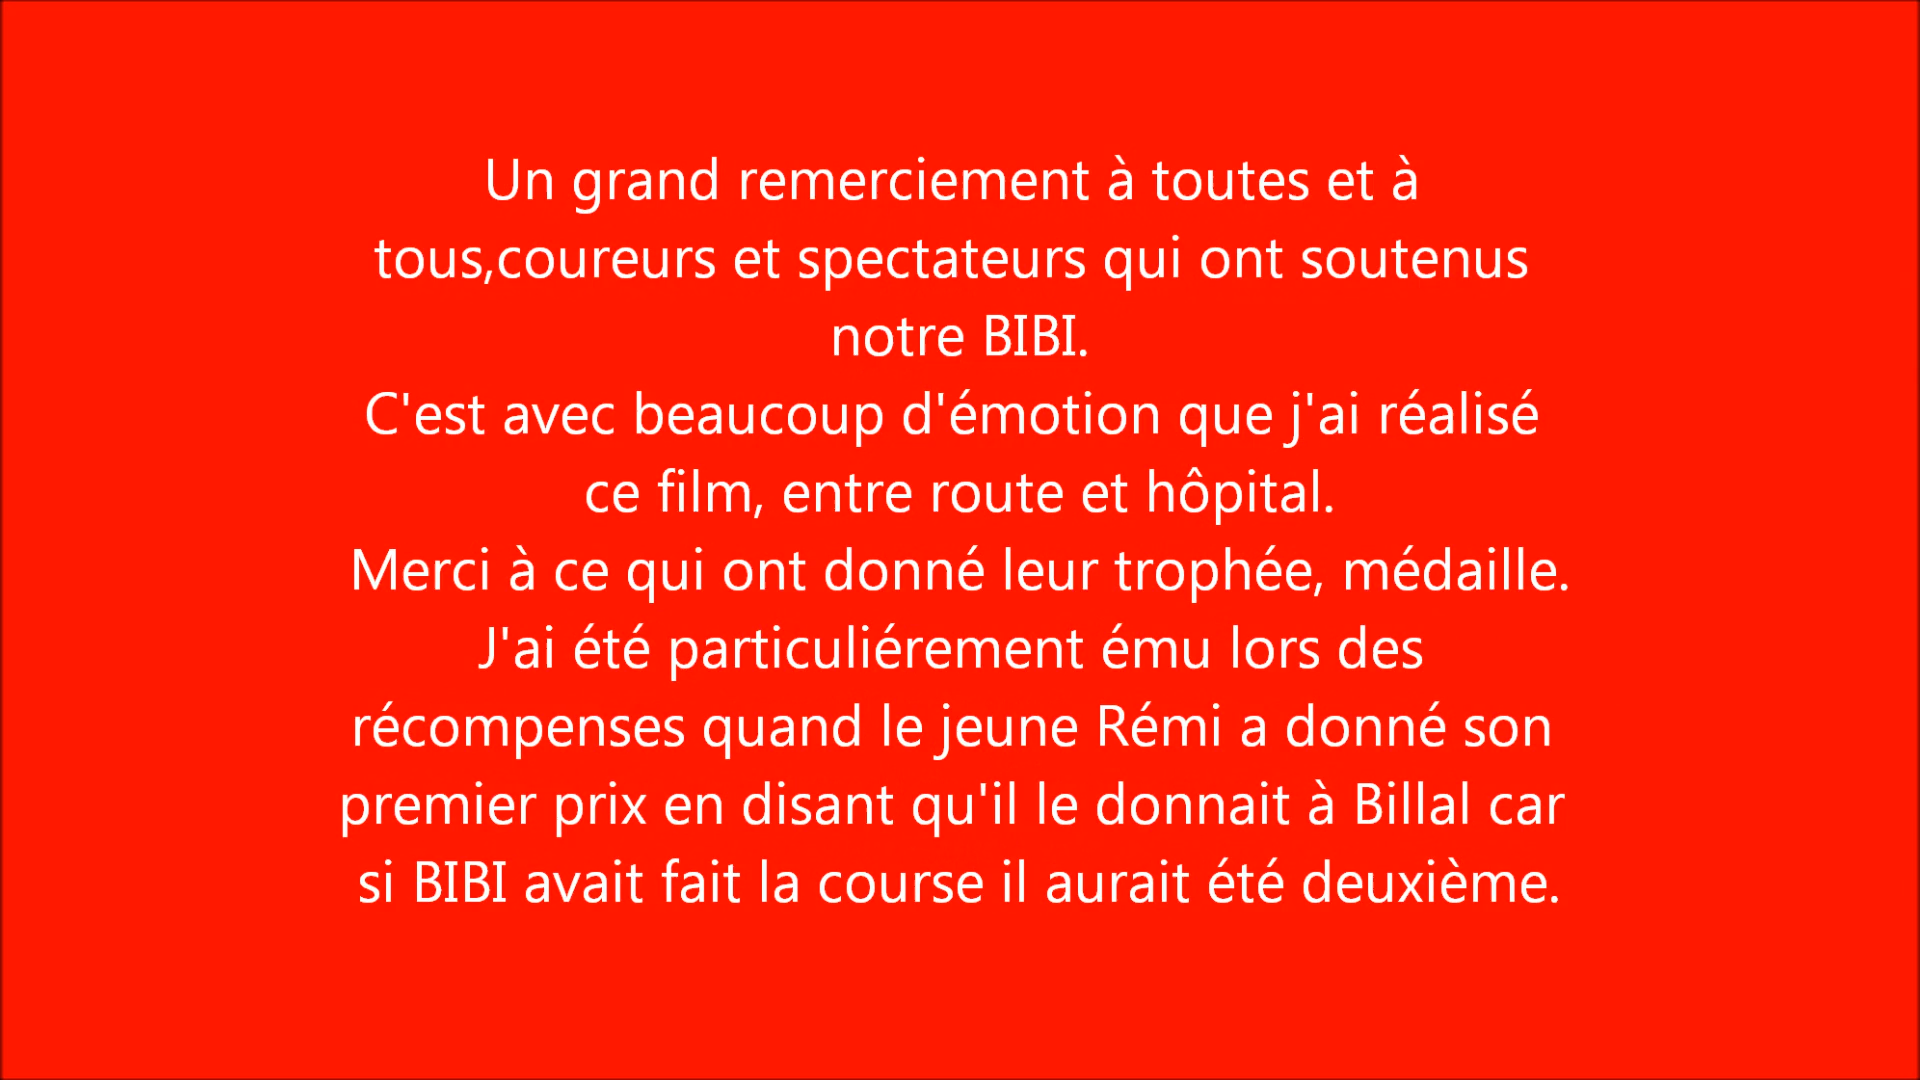 Un grand remerciement à toutes et à
tous,coureurs et spectateurs qui ont soutenus
notre BIBI.
C'est avec beaucoup d'émotion que j'ai réalisé
ce film, entre route et hôpital.
Merci à ce qui ont donné leur trophée, médaille.
J'ai été particuliérement ému lors des
récompenses quand le jeune Rémi a donné son
premier prix en disant qu'il le donnait à Billal car
si BIBI avait fait la course il aurait été deuxième.